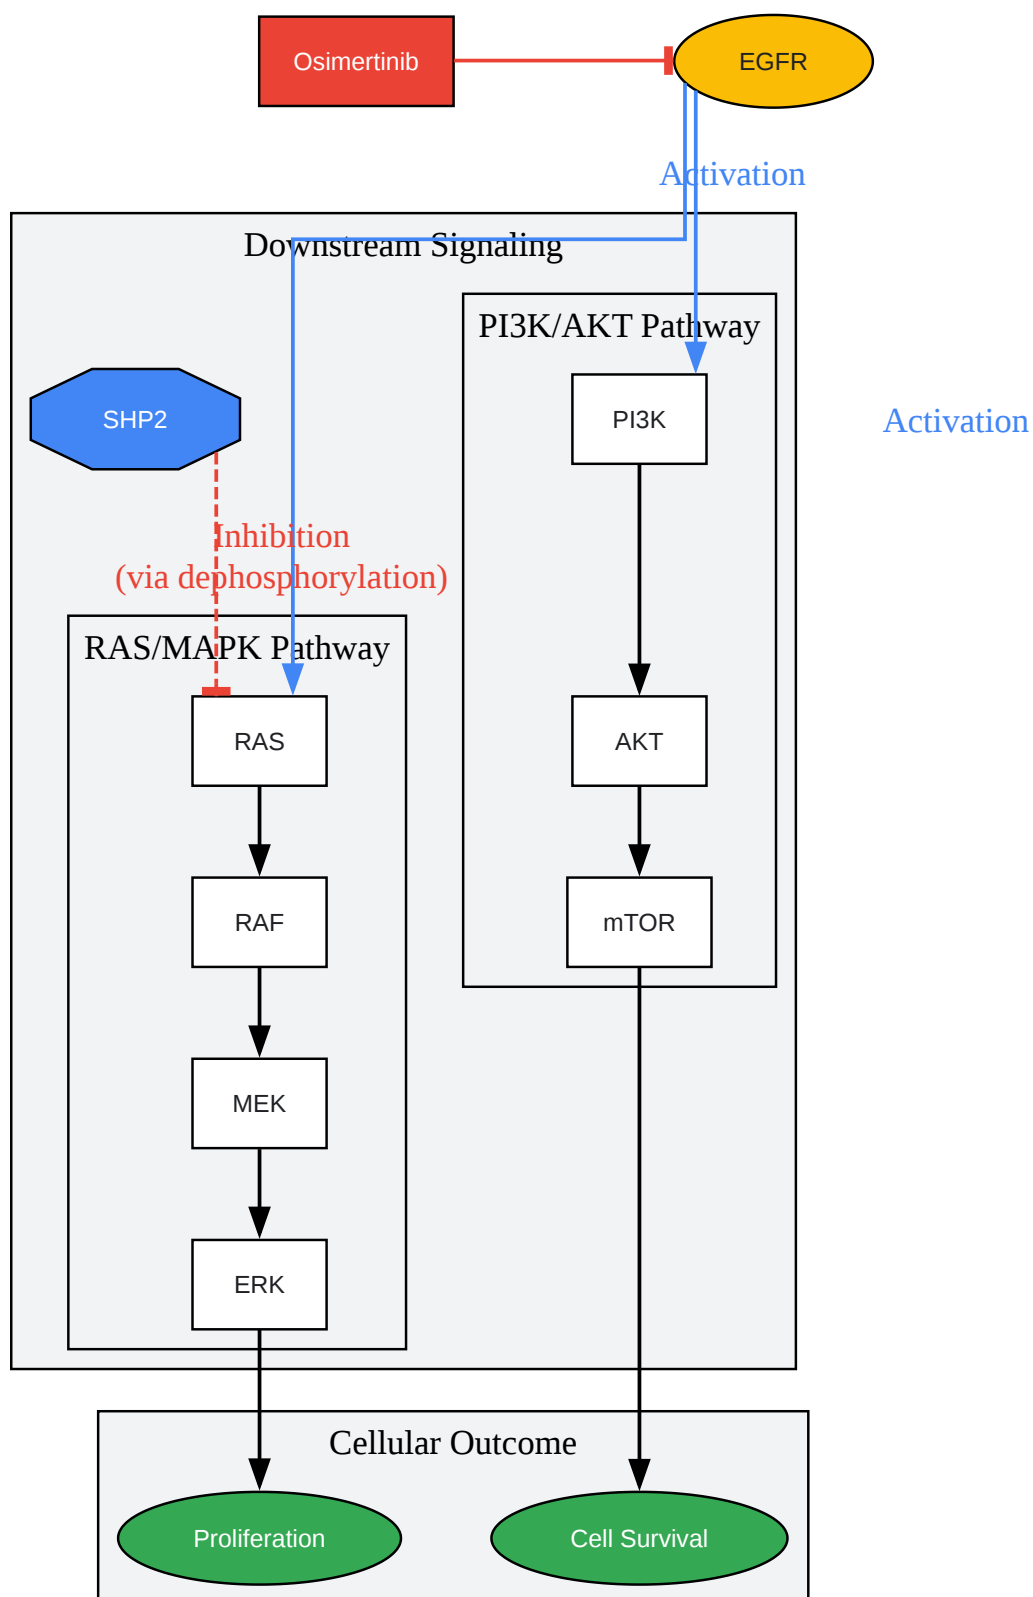 Osimertinib
EGFR
Activation
Downstream Signaling
PI3K/AKT Pathway
SHP2
PI3K
Activation
Inhibition
(via dephosphorylation)
RAS/MAPK Pathway
RAS
AKT
RAF
mTOR
MEK
ERK
Cellular Outcome
Proliferation
Cell Survival